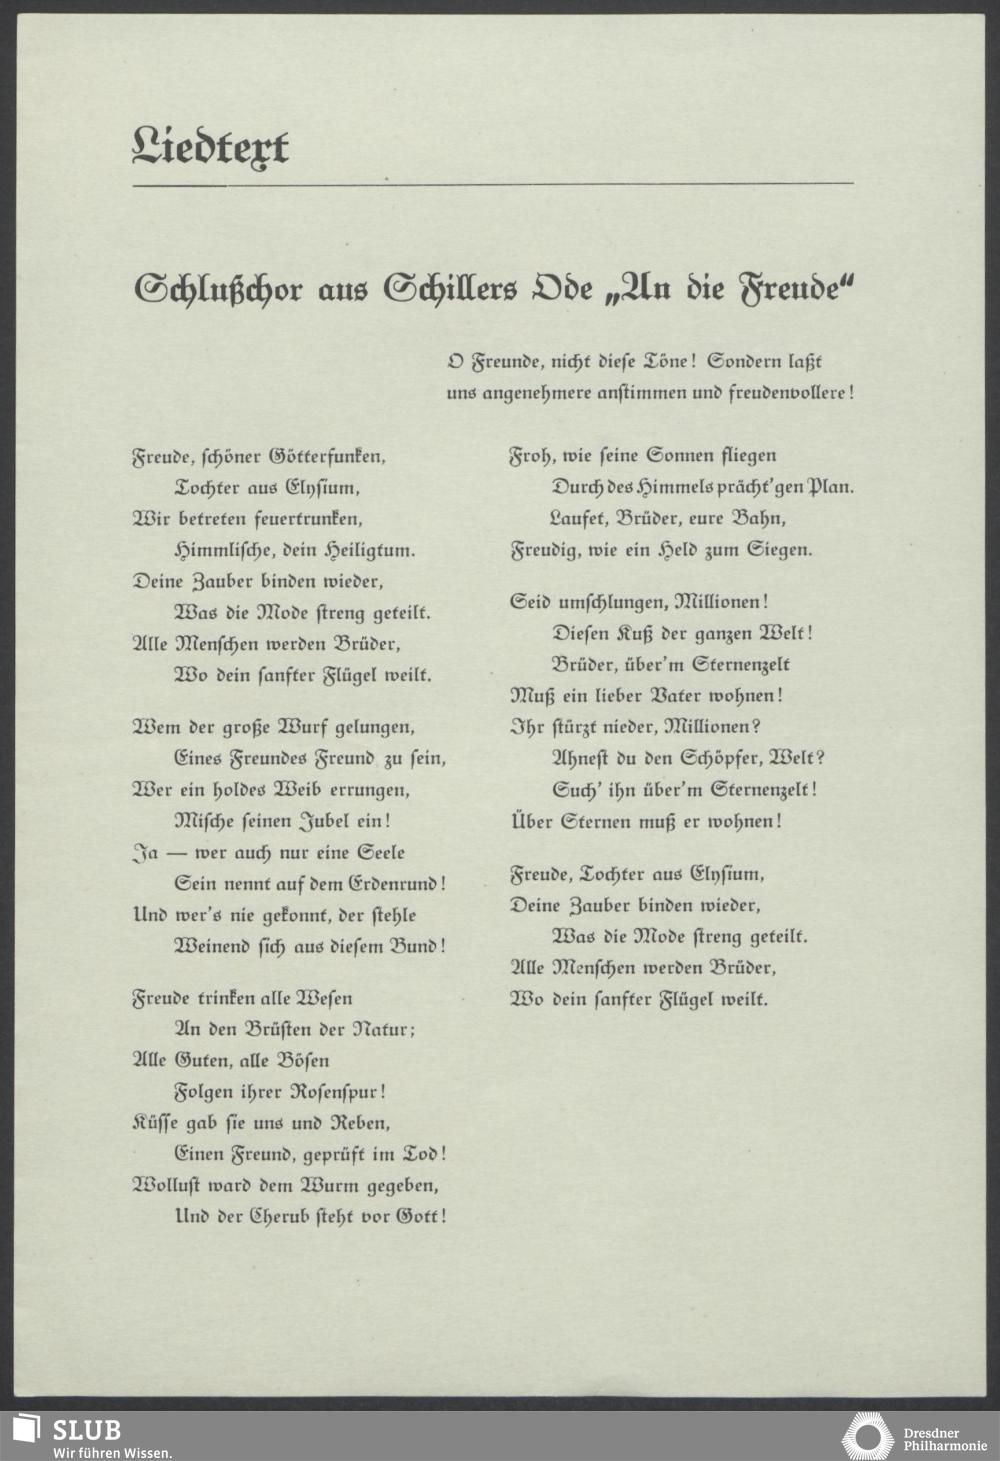 Liedtext
Schlußchor aus Schillers Ode „An die Freude“
O Freunde, nicht diese Töne! Sondern laßt
uns angenehmere anstimmen und freudenvollere!
Freude, schöner Götterfunken,
Tochter aus Elysium,
Wir betreten feuertrunken,
Himmlische, dein Heiligtum.
Deine Zauber binden wieder,
Was die Mode streng geteilt.
Alle Menschen werden Brüder,
Wo dein sanfter Flügel weilt.
Wem der große Wurf gelungen,
Eines Freundes Freund zu sein,
Wer ein holdes Weib errungen,
Mische seinen Jubel ein!
Ja — wer auch nur eine Seele
Sein nennt auf dem Erdenrund!
Und wer's nie gekonnt, der stehle
Weinend sich aus diesem Bund!
Freude trinken alle Wesen
An den Brüsten der Natur;
Alle Guten, alle Bösen
Folgen ihrer Rosenspur!
Küsse gab sie uns und Reben,
Einen Freund, geprüft im Tod!
Wollust ward dem Wurm gegeben,
Und der Cherub steht vor Gott!
Froh, wie seine Sonnen fliegen
Durch des Himmels prächt'gen Plan.
Laufet, Brüder, eure Bahn,
Freudig, wie ein Held zum Siegen.
Seid umschlungen, Millionen!
Diesen Kuß der ganzen Welt!
Brüder, über'm Sternenzelt
Muß ein lieber Vater wohnen!
Ihr stürzt nieder, Millionen?
Ahnest du den Schöpfer, Welt?
Such' ihn über'm Sternenzelt!
Über Sternen muß er wohnen!
Freude, Tochter aus Elysium,
Deine Zauber binden wieder,
Was die Mode streng geteilt.
Alle Menschen werden Brüder,
Wo dein sanfter Flügel weilt.
SLUB
Wir führen Wissen.
Dresdner
Philharmonie